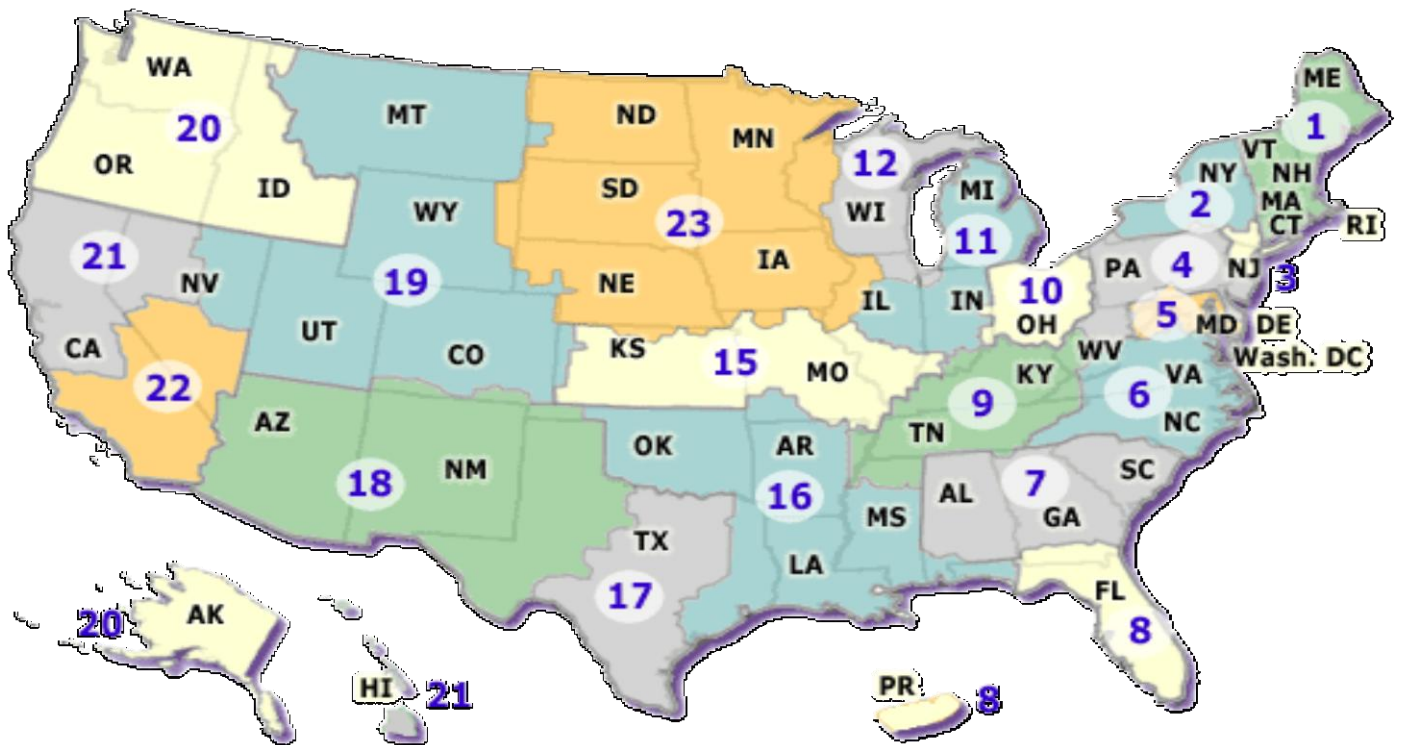 WA
20
OR
ID
MT
WY
19
UT
CO
21
NV
CA
22
ND
MN
SD
23
NE
IA
12
WI
MI
11
IL
IN
10
OH
KS
15
MO
AZ
18
NM
OK
AR
16
LA
TX
17
MS
KY
9
TN
AL
7
GA
SC
FL
8
WV
VA
6
NC
PA
4
NJ
3
5
MD
DE
Wash. DC
NY
2
ME
1
VT
NH
MA
CT
RI
20
AK
HI
21
PR
8